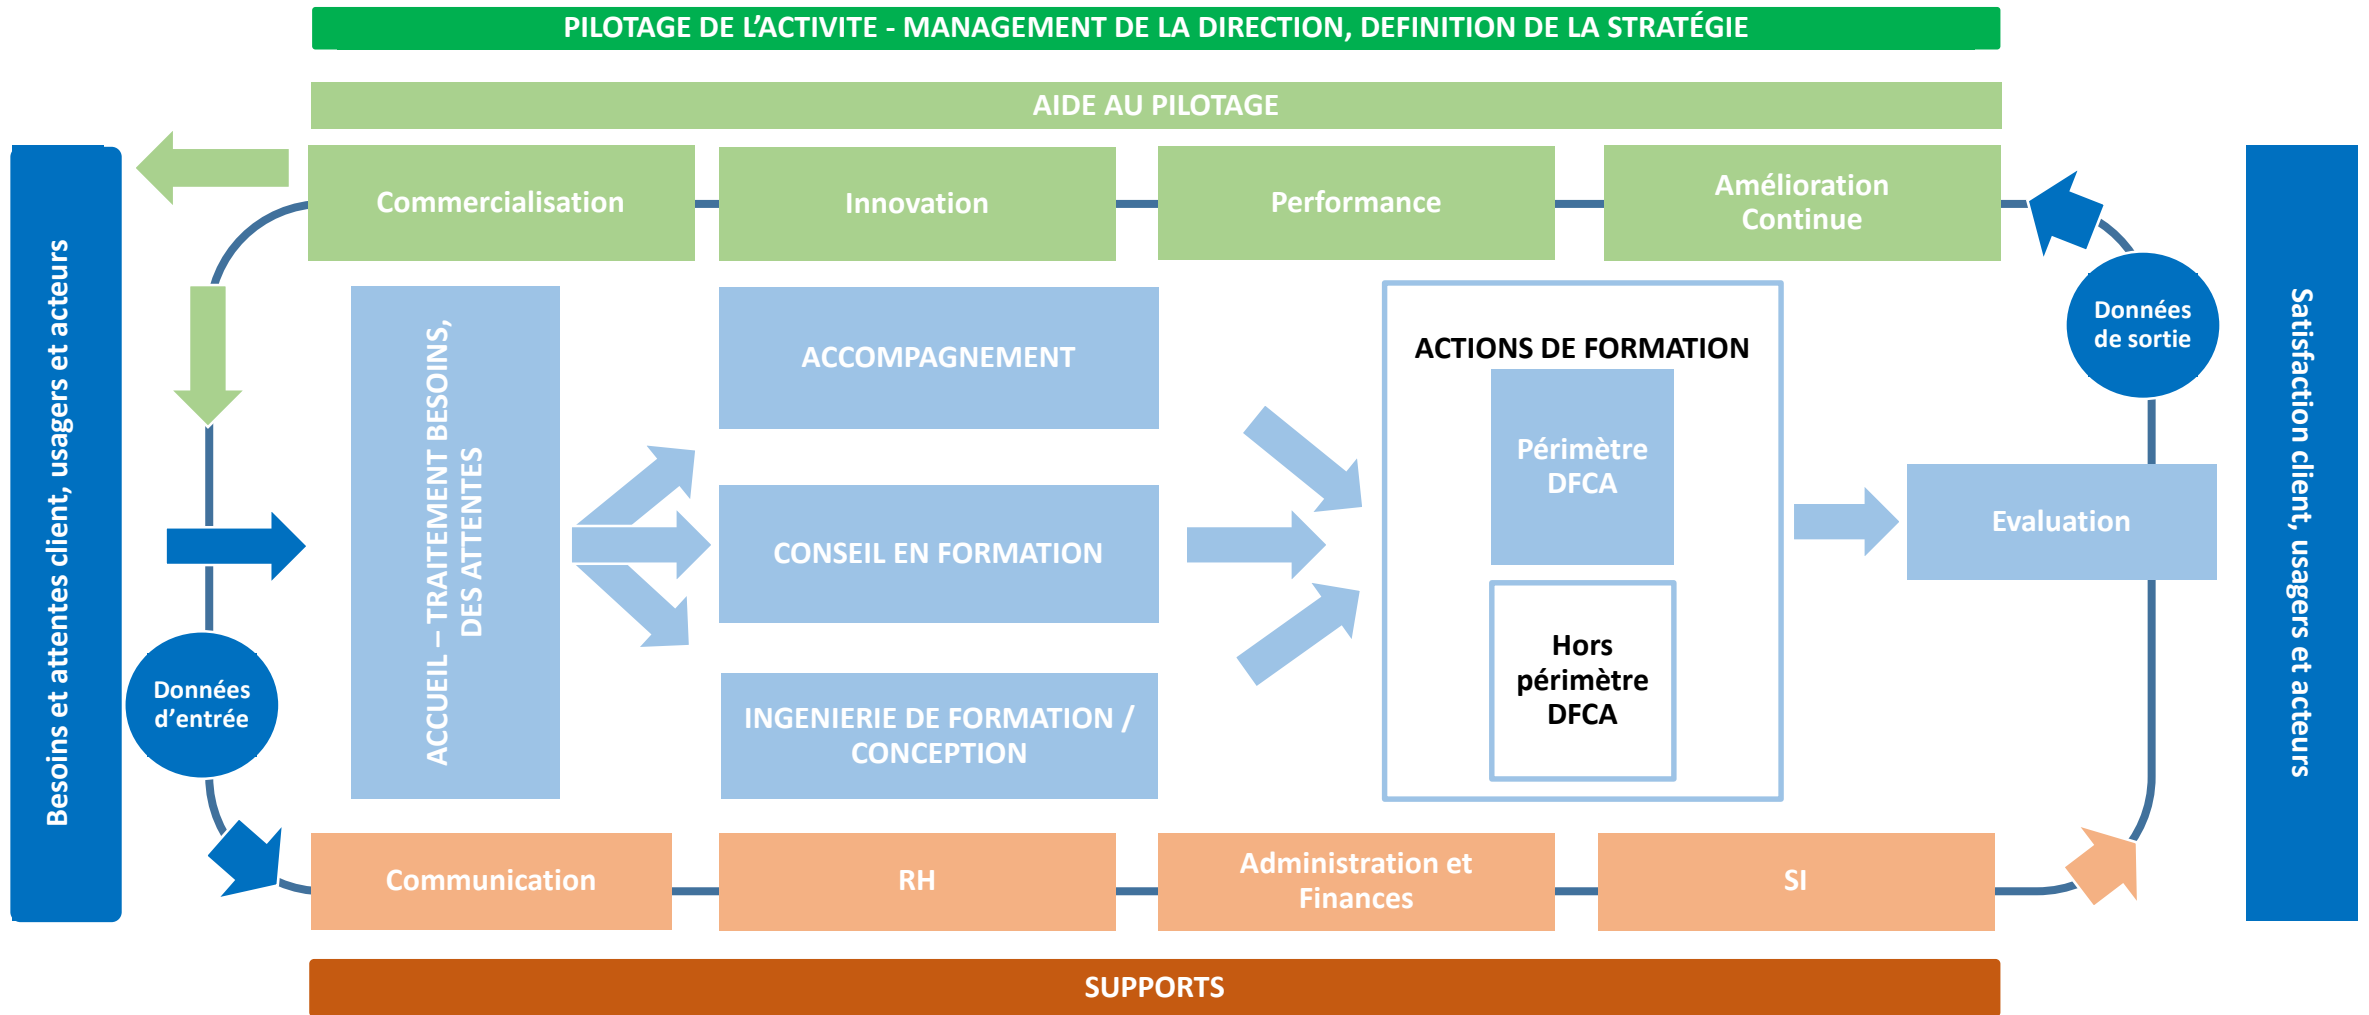 PILOTAGE DE L'ACTIVITE - MANAGEMENT DE LA DIRECTION, DEFINITION DE LA STRATÉGIE
AIDE AU PILOTAGE
Commercialisation
Innovation
Performance
Amélioration
Continue
Besoins et attentes client, usagers et acteurs
Données
d'entrée
ACCUEIL – TRAITEMENT BESOINS,
DES ATTENTES
ACCOMPAGNEMENT
CONSEIL EN FORMATION
INGENIERIE DE FORMATION /
CONCEPTION
ACTIONS DE FORMATION
Périmètre
DFCA
Hors
périmètre
DFCA
Evaluation
Données
de sortie
Satisfaction client, usagers et acteurs
Communication
RH
Administration et
Finances
SI
SUPPORTS